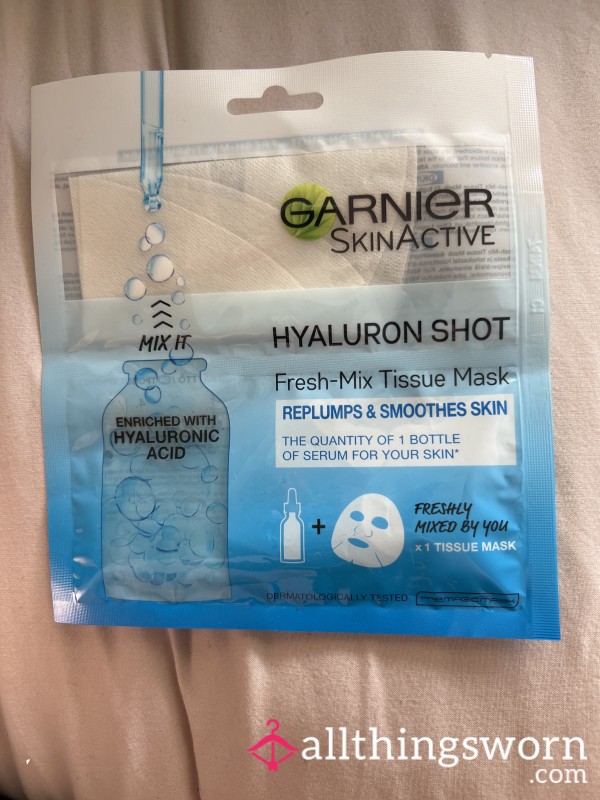 GARNIER
SKINACTIVE
MIX IT
HYALURON SHOT
Fresh-Mix Tissue Mask
REPLUMPS & SMOOTHES SKIN
THE QUANTITY OF 1 BOTTLE
OF SERUM FOR YOUR SKIN*
ENRICHED WITH
HYALURONIC
ACID
+
FRESHLY
MIXED BY YOU
x 1 TISSUE MASK
DERMATOLOGICALLY TESTED
allthingsworn
.com